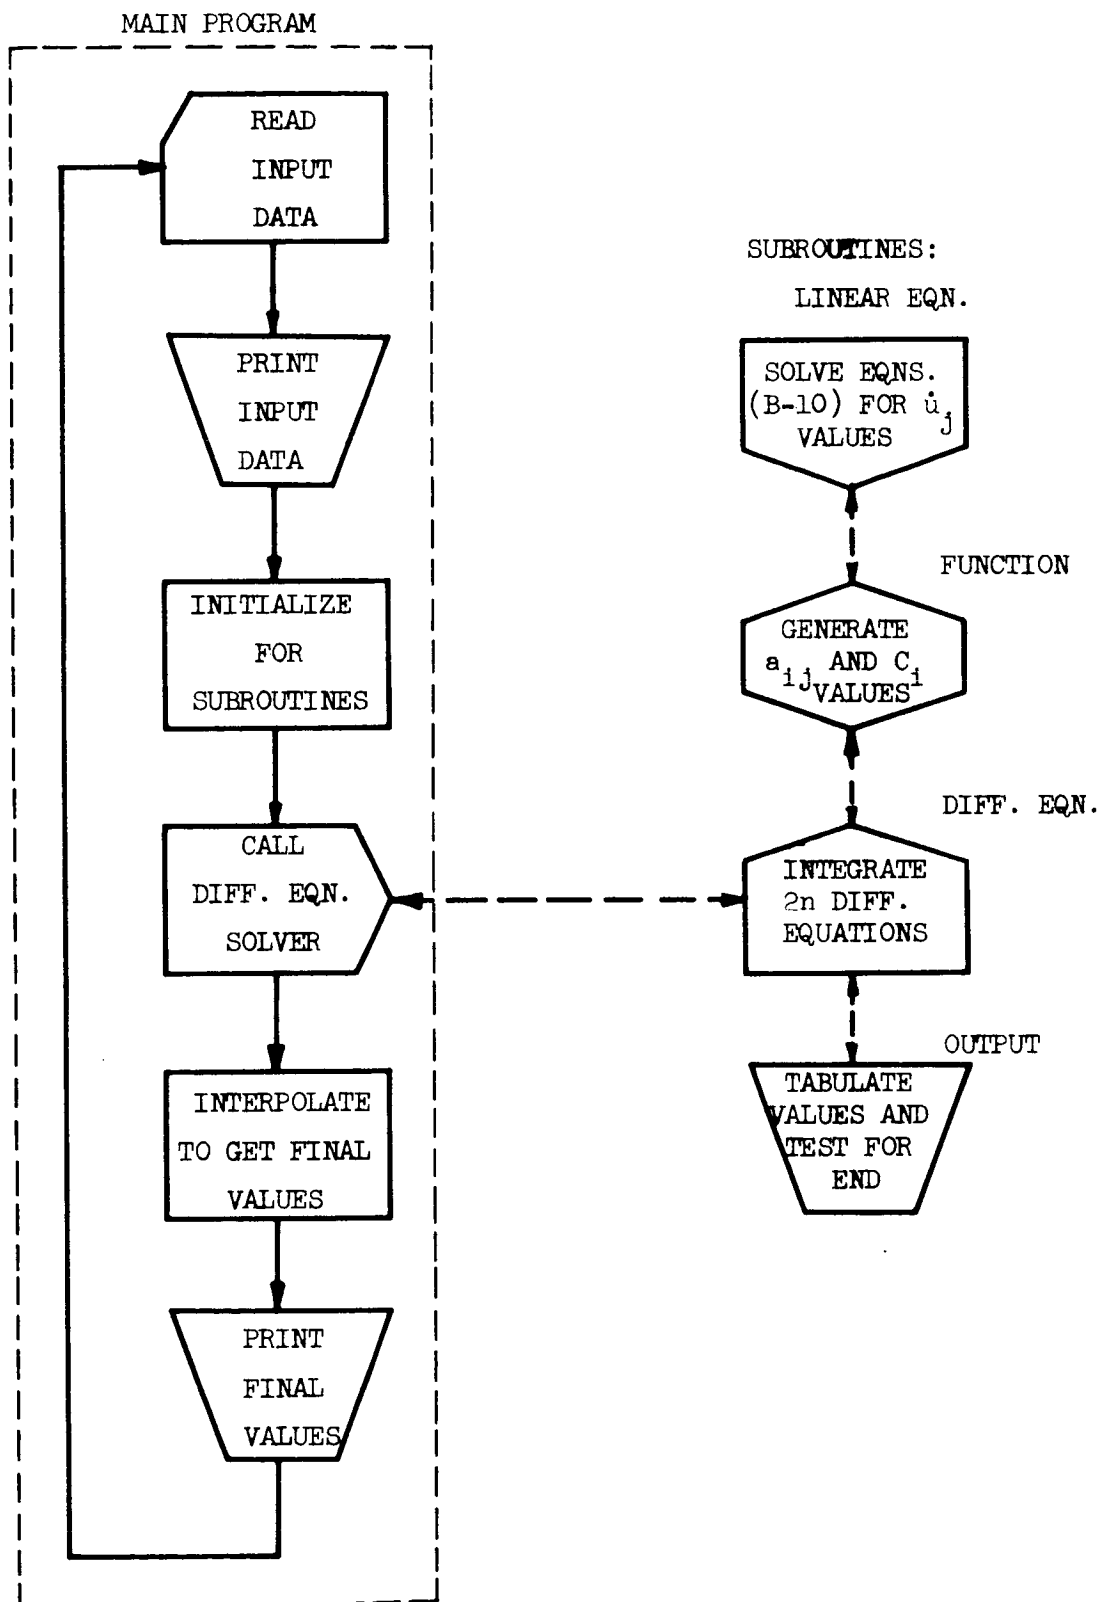 MAIN PROGRAM
READ
INPUT
DATA
PRINT
INPUT
DATA
INITIALIZE
FOR
SUBROUTINES
CALL
DIFF. EQN.
SOLVER
INTERPOLATE
TO GET FINAL
VALUES
PRINT
FINAL
VALUES
SUBROUTINES:
LINEAR EQN.
SOLVE EQNS.
(B-10) FOR u̇j
VALUES
FUNCTION
GENERATE
aij AND Ci
VALUES
DIFF. EQN.
INTEGRATE
2n DIFF.
EQUATIONS
OUTPUT
TABULATE
VALUES AND
TEST FOR
END